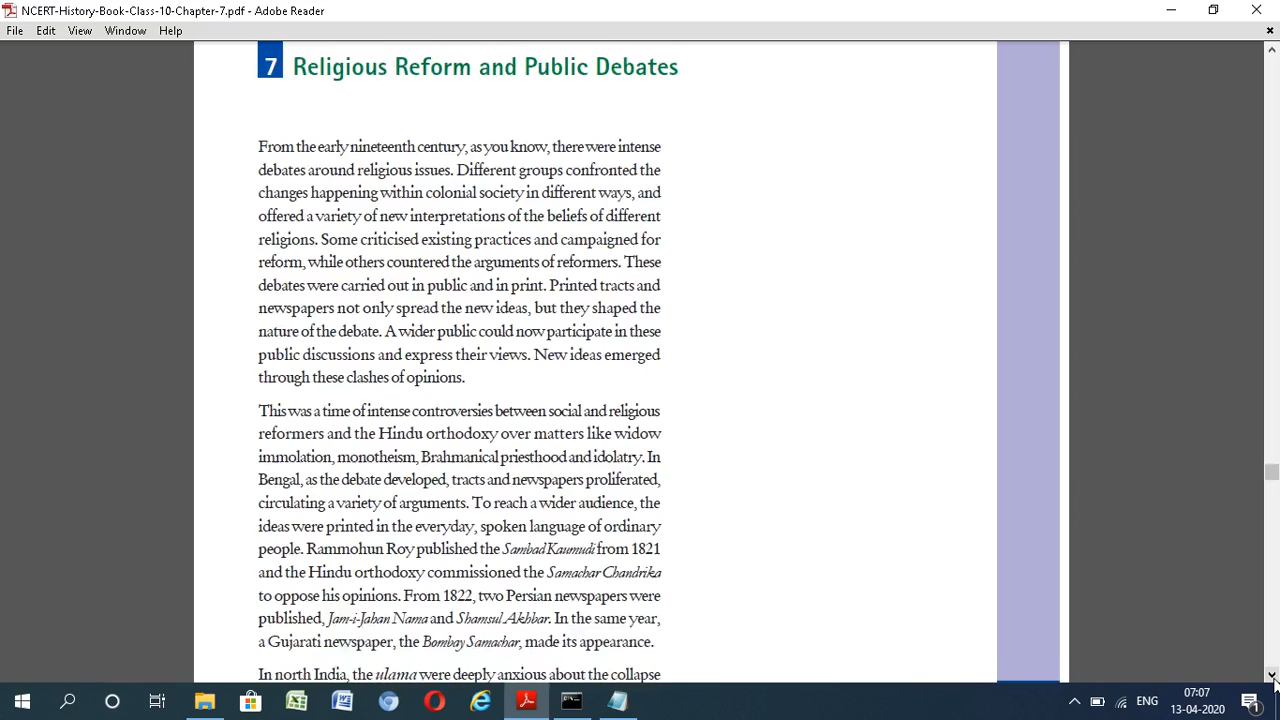 NCERT-History-Book-Class-10-Chapter-7.pdf - Adobe Reader
File Edit View Window Help
7 Religious Reform and Public Debates
From the early nineteenth century, as you know, there were intense
debates around religious issues. Different groups confronted the
changes happening within colonial society in different ways, and
offered a variety of new interpretations of the beliefs of different
religions. Some criticised existing practices and campaigned for
reform, while others countered the arguments of reformers. These
debates were carried out in public and in print. Printed tracts and
newspapers not only spread the new ideas, but they shaped the
nature of the debate. A wider public could now participate in these
public discussions and express their views. New ideas emerged
through these clashes of opinions.
This was a time of intense controversies between social and religious
reformers and the Hindu orthodoxy over matters like widow
immolation, monotheism, Brahmanical priesthood and idolatry. In
Bengal, as the debate developed, tracts and newspapers proliferated,
circulating a variety of arguments. To reach a wider audience, the
ideas were printed in the everyday, spoken language of ordinary
people. Rammohun Roy published the Sambad Kaumudi from 1821
and the Hindu orthodoxy commissioned the Samachar Chandrika
to oppose his opinions. From 1822, two Persian newspapers were
published, Jam-i-Jahan Nama and Shamsul Akhbar. In the same year,
a Gujarati newspaper, the Bombay Samachar, made its appearance.
In north India, the ulama were deeply anxious about the collapse
ENG
07:07
13-04-2020
1